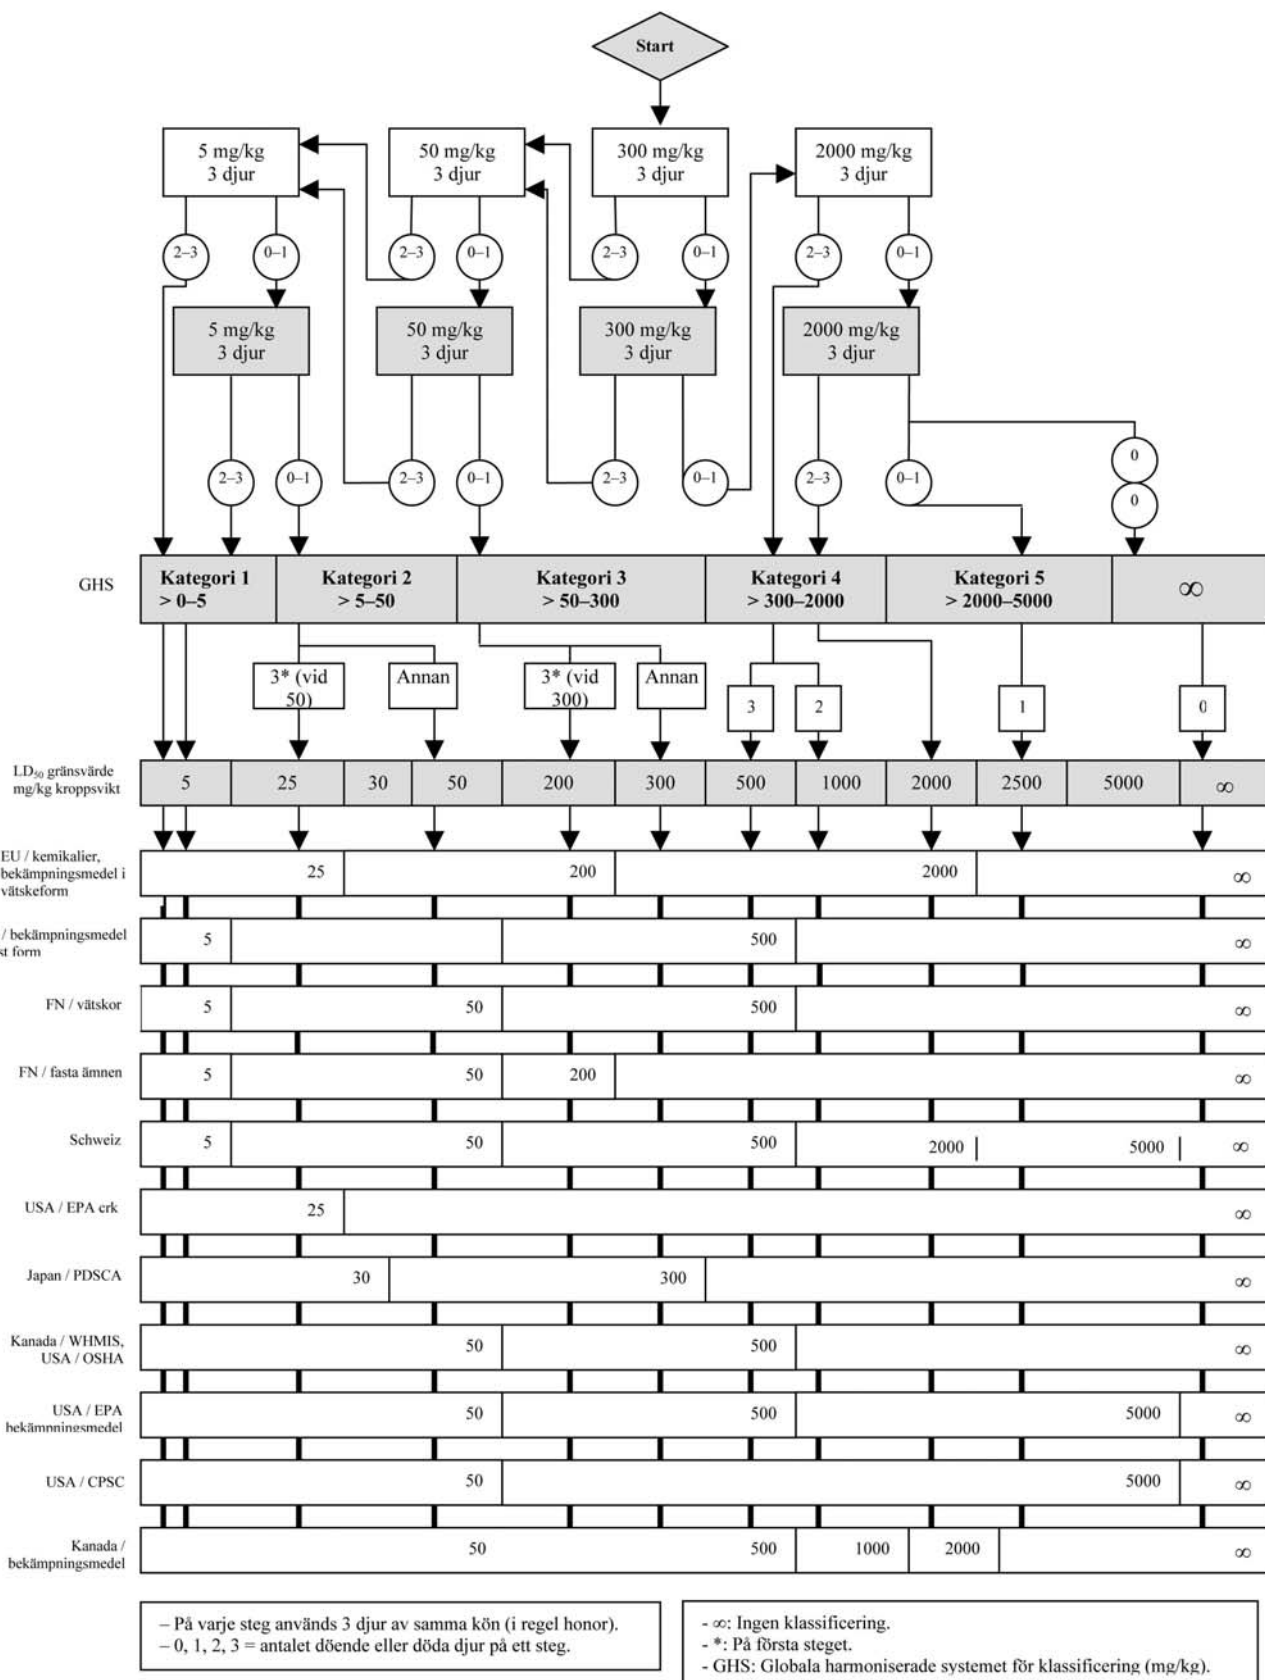 Start
5 mg/kg
3 djur
50 mg/kg
3 djur
300 mg/kg
3 djur
2000 mg/kg
3 djur
2–3
0–1
2–3
0–1
2–3
0–1
2–3
0–1
5 mg/kg
3 djur
50 mg/kg
3 djur
300 mg/kg
3 djur
2000 mg/kg
3 djur
2–3
0–1
2–3
0–1
2–3
0–1
2–3
0–1
0
0
GHS
Kategori 1
> 0–5
Kategori 2
> 5–50
Kategori 3
> 50–300
Kategori 4
> 300–2000
Kategori 5
> 2000–5000
∞
3* (vid
50)
Annan
3* (vid
300)
Annan
3
2
1
0
LD₅₀ gränsvärde
mg/kg kroppsvikt
5 25 30 50 200 300 500 1000 2000 2500 5000 ∞
EU / kemikalier,
bekämpningsmedel i
vätskeform
25 200 2000 ∞
/ bekämpningsmedel
st form
5 500 ∞
FN / vätskor
5 50 500 ∞
FN / fasta ämnen
5 50 200 ∞
Schweiz
5 50 500 2000 5000 ∞
USA / EPA crk
25 ∞
Japan / PDSCA
30 300 ∞
Kanada / WHMIS,
USA / OSHA
50 500 ∞
USA / EPA
bekämpningsmedel
50 500 5000 ∞
USA / CPSC
50 5000 ∞
Kanada /
bekämpningsmedel
50 500 1000 2000 ∞
– På varje steg används 3 djur av samma kön (i regel honor).
– 0, 1, 2, 3 = antalet döende eller döda djur på ett steg.
- ∞: Ingen klassificering.
- *: På första steget.
- GHS: Globala harmoniserade systemet för klassificering (mg/kg).